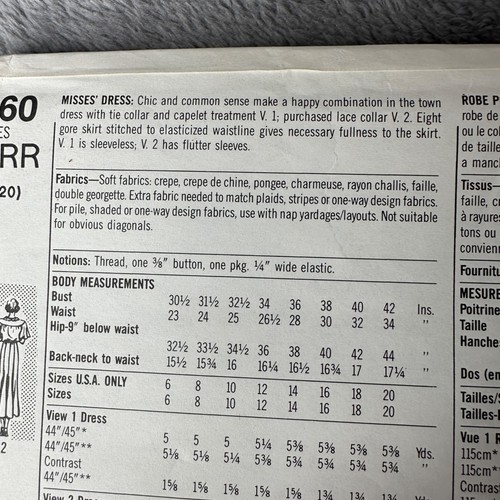 60
ES
RR
20)
2
MISSES' DRESS: Chic and common sense make a happy combination in the town
dress with tie collar and capelet treatment V. 1; purchased lace collar V. 2. Eight
gore skirt stitched to elasticized waistline gives necessary fullness to the skirt.
V. 1 is sleeveless; V. 2 has flutter sleeves.
Fabrics—Soft fabrics: crepe, crepe de chine, pongee, charmeuse, rayon challis, faille,
double georgette. Extra fabric needed to match plaids, stripes or one-way design fabrics.
For pile, shaded or one-way design fabrics, use with nap yardages/layouts. Not suitable
for obvious diagonals.
Notions: Thread, one ⅜" button, one pkg. ¼" wide elastic.
BODY MEASUREMENTS
Bust 30½ 31½ 32½ 34 36 38 40 42 Ins.
Waist 23 24 25 26½ 28 30 32 34 "
Hip-9" below waist
32½ 33½ 34½ 36 38 40 42 44 "
Back-neck to waist 15½ 15¾ 16 16¼ 16½ 16¾ 17 17¼ "
Sizes U.S.A. ONLY 6 8 10 12 14 16 18 20
Sizes 6 8 10 12 14 16 18 20
View 1 Dress
44"/45"* 5 5 5 5¼ 5⅜ 5⅜ 5⅜ 5⅜ Yds.
44"/45"** 5⅛ 5⅛ 5¼ 5⅜ 5¾ 5¾ 5¾ 5¾ "
Contrast
44"/45"** 1⅝ 1⅝ 1⅝ 1⅝ 1⅝ 1¾ 1¾ 1¾ "
View 2 Dress
ROBE P
robe de
ou le col
de taille
a manc
Tissus—
faille, c
à rayures
tons ou
convien
Fournitu
MESURE
Poitrine
Taille
Hanche
Dos (en
Tailles/S
Tailles-
Vue 1 R
115cm*
115cm**
Contrast